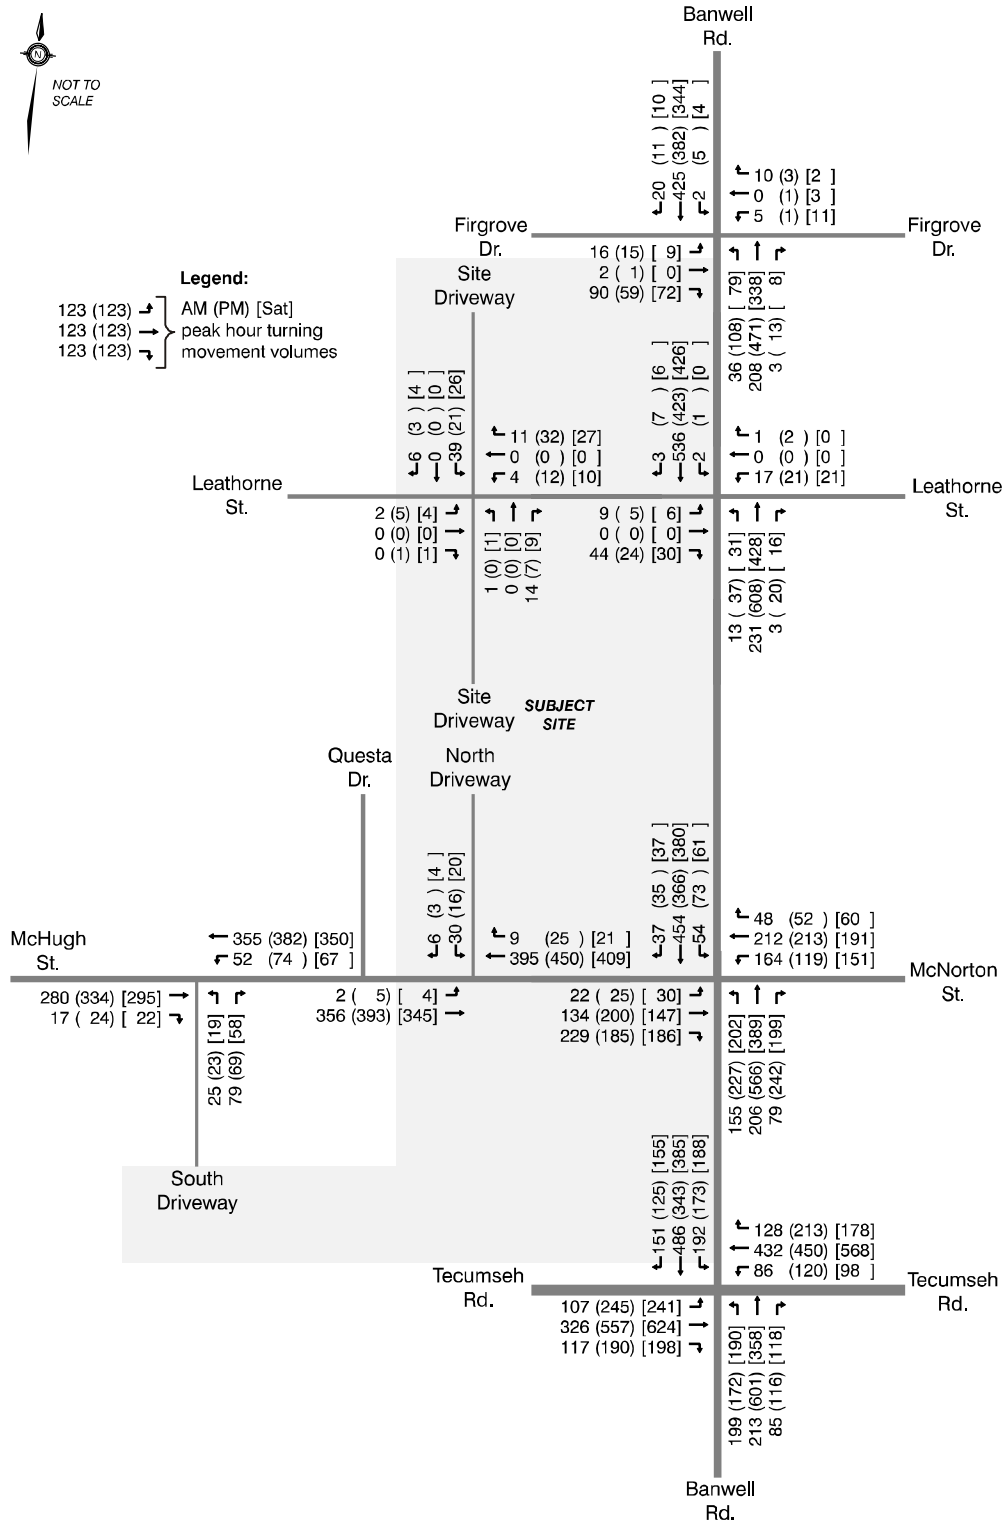 Banwell
Rd.
N
NOT TO
SCALE
20 (11 ) [10 ]
425 (382) [344]
2 (5 ) [4 ]
10 (3) [2 ]
0 (1) [3 ]
5 (1) [11]
Firgrove
Dr.
Firgrove
Dr.
16 (15) [ 9]
2 ( 1) [ 0]
90 (59) [72]
36 (108) [ 79]
208 (471) [338]
3 ( 13) [ 8]
Site
Driveway
Legend:
123 (123)
123 (123)
123 (123)
AM (PM) [Sat]
peak hour turning
movement volumes
6 (3 ) [4 ]
0 (0 ) [0 ]
39 (21) [26]
11 (32) [27]
0 (0 ) [0 ]
4 (12) [10]
3 (7 ) [6 ]
536 (423) [426]
2 (1 ) [0 ]
1 (2 ) [0 ]
0 (0 ) [0 ]
17 (21) [21]
Leathorne
St.
Leathorne
St.
2 (5) [4]
0 (0) [0]
0 (1) [1]
1 (0) [1]
0 (0) [0]
14 (7) [9]
9 ( 5) [ 6]
0 ( 0) [ 0]
44 (24) [30]
13 ( 37) [ 31]
231 (608) [428]
3 ( 20) [ 16]
Site
Driveway
SUBJECT
SITE
Questa
Dr.
North
Driveway
6 (3 ) [4 ]
30 (16) [20]
37 (35 ) [37 ]
454 (366) [380]
54 (73 ) [61 ]
McHugh
St.
355 (382) [350]
52 (74 ) [67 ]
9 (25 ) [21 ]
395 (450) [409]
48 (52 ) [60 ]
212 (213) [191]
164 (119) [151]
McNorton
St.
280 (334) [295]
17 ( 24) [ 22]
25 (23) [19]
79 (69) [58]
2 ( 5) [ 4]
356 (393) [345]
22 ( 25) [ 30]
134 (200) [147]
229 (185) [186]
155 (227) [202]
206 (566) [389]
79 (242) [199]
South
Driveway
151 (125) [155]
486 (343) [385]
192 (173) [188]
128 (213) [178]
432 (450) [568]
86 (120) [98 ]
Tecumseh
Rd.
Tecumseh
Rd.
107 (245) [241]
326 (557) [624]
117 (190) [198]
199 (172) [190]
213 (601) [358]
85 (116) [118]
Banwell
Rd.